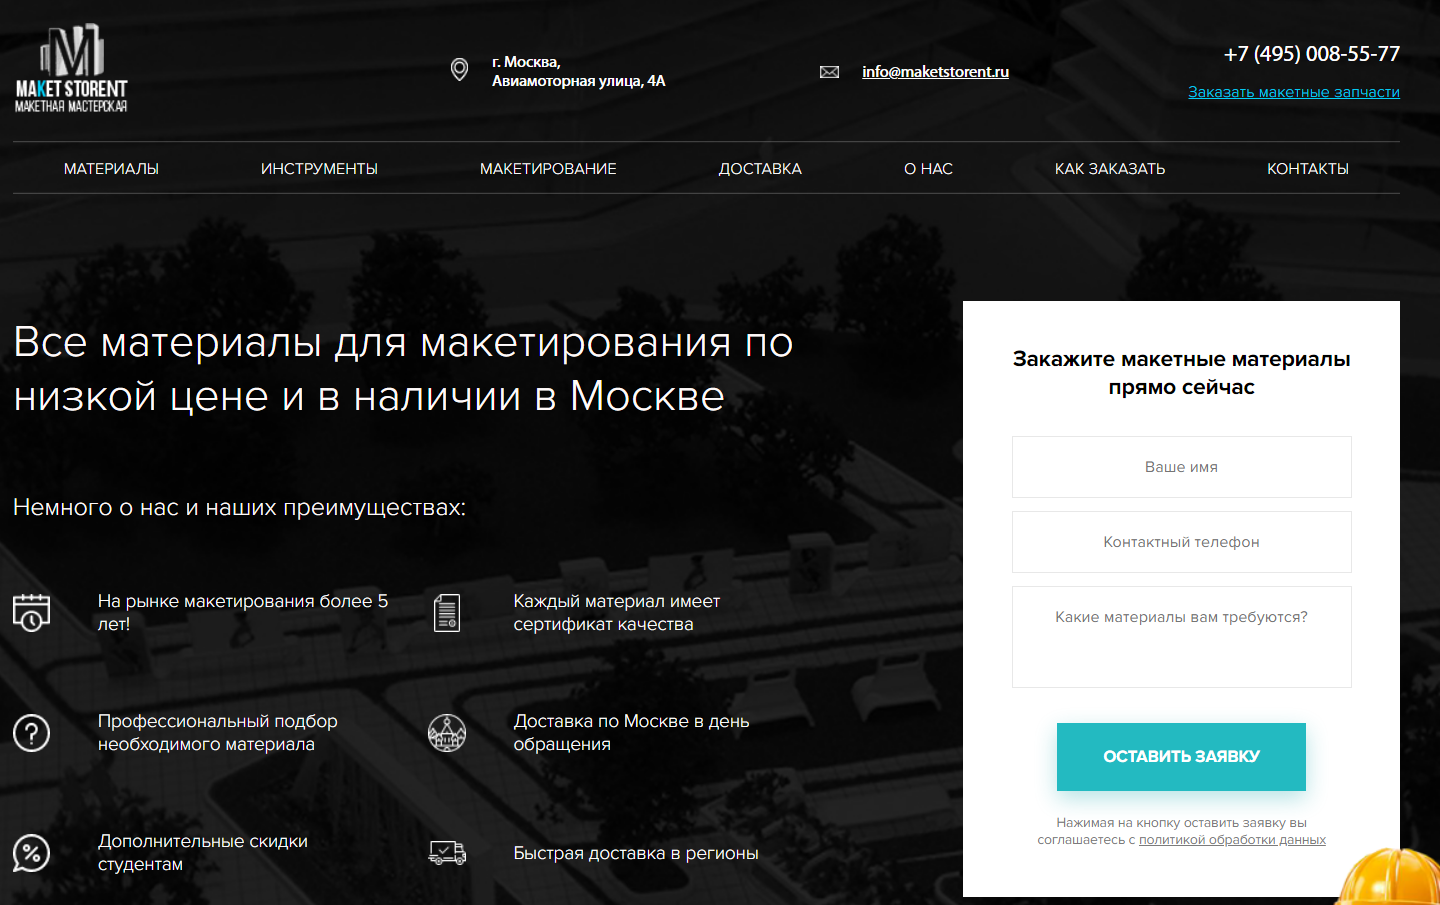 MAKET STORENT
МАКЕТНАЯ МАСТЕРСКАЯ
г. Москва,
Авиамоторная улица, 4А
info@maketstorent.ru
+7 (495) 008-55-77
Заказать макетные запчасти
МАТЕРИАЛЫ
ИНСТРУМЕНТЫ
МАКЕТИРОВАНИЕ
ДОСТАВКА
О НАС
КАК ЗАКАЗАТЬ
КОНТАКТЫ
Все материалы для макетирования по
низкой цене и в наличии в Москве
Немного о нас и наших преимуществах:
На рынке макетирования более 5
лет!
Каждый материал имеет
сертификат качества
Профессиональный подбор
необходимого материала
Доставка по Москве в день
обращения
Дополнительные скидки
студентам
Быстрая доставка в регионы
Закажите макетные материалы
прямо сейчас
Ваше имя
Контактный телефон
Какие материалы вам требуются?
ОСТАВИТЬ ЗАЯВКУ
Нажимая на кнопку оставить заявку вы
соглашаетесь с политикой обработки данных